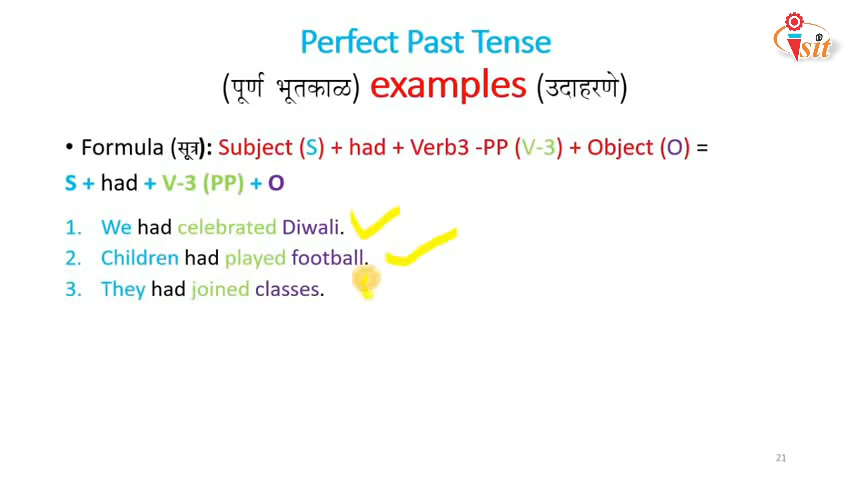 sit
Perfect Past Tense
(पूर्ण भूतकाळ) examples (उदाहरणे)
• Formula (सूत्र): Subject (S) + had + Verb3 -PP (V-3) + Object (O) =
S + had + V-3 (PP) + O
1. We had celebrated Diwali.
2. Children had played football.
3. They had joined classes.
21